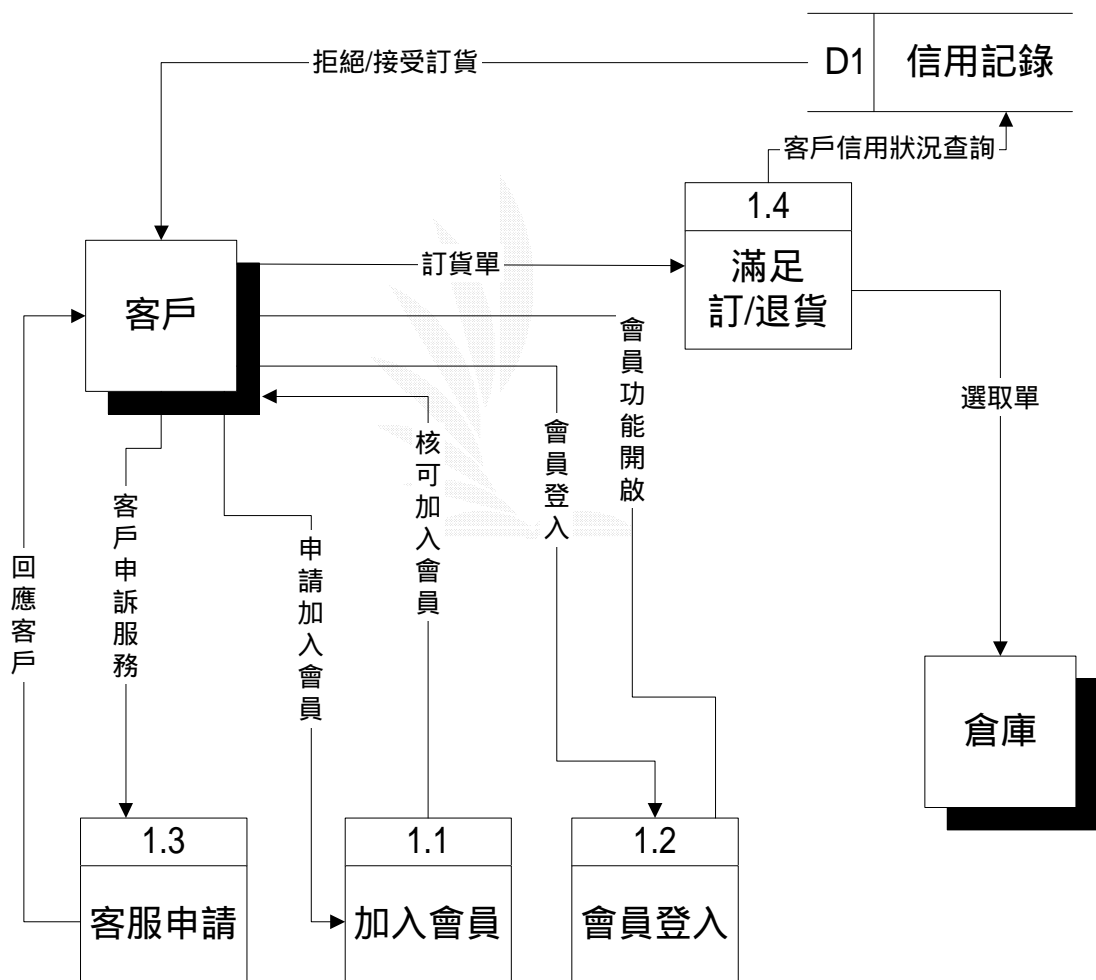 拒絕/接受訂貨
D1
信用記錄
客戶信用狀況查詢
1.4
滿足
訂/退貨
訂貨單
客戶
選取單
會員功能開啟
會員登入
核可加入會員
申請加入會員
客戶申訴服務
回應客戶
倉庫
1.3
客服申請
1.1
加入會員
1.2
會員登入